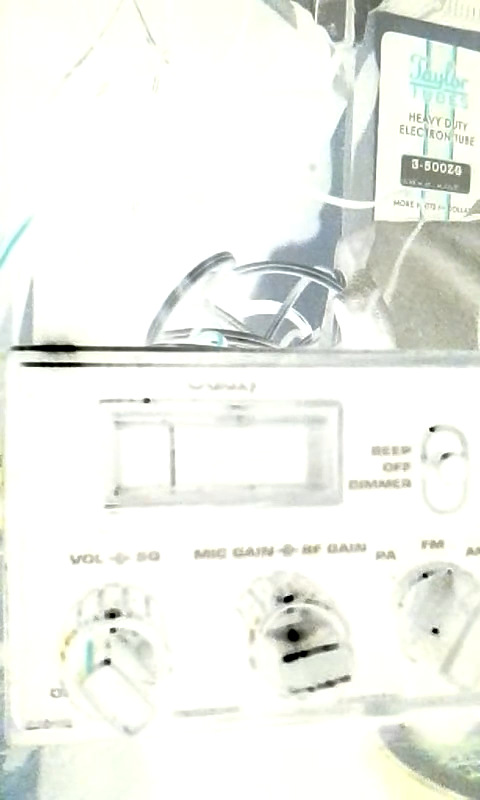 Taylor
TUBES
HEAVY DUTY
ELECTRON TUBE
3-500ZG
BEEP
OFF
DIMMER
VOL SQ
MIC GAIN RF GAIN
PA FM